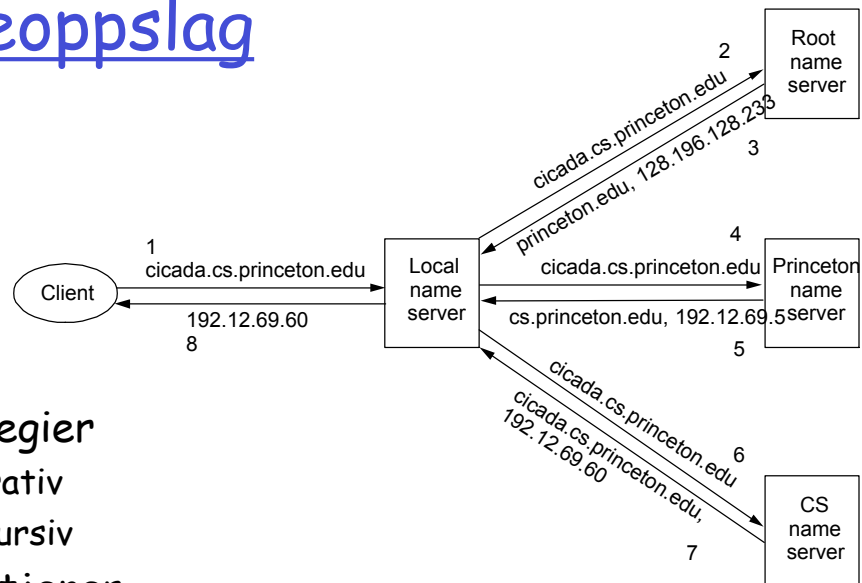 eoppslag
2
Root
name
server
cicada.cs.princeton.edu
princeton.edu, 128.196.128.233
3
1
cicada.cs.princeton.edu
Client
192.12.69.60
8
Local
name
server
4
cicada.cs.princeton.edu
cs.princeton.edu, 192.12.69.5
5
Princeton
name
server
cicada.cs.princeton.edu
6
cicada.cs.princeton.edu,
192.12.69.60
7
CS
name
server
egier
rativ
ursiv